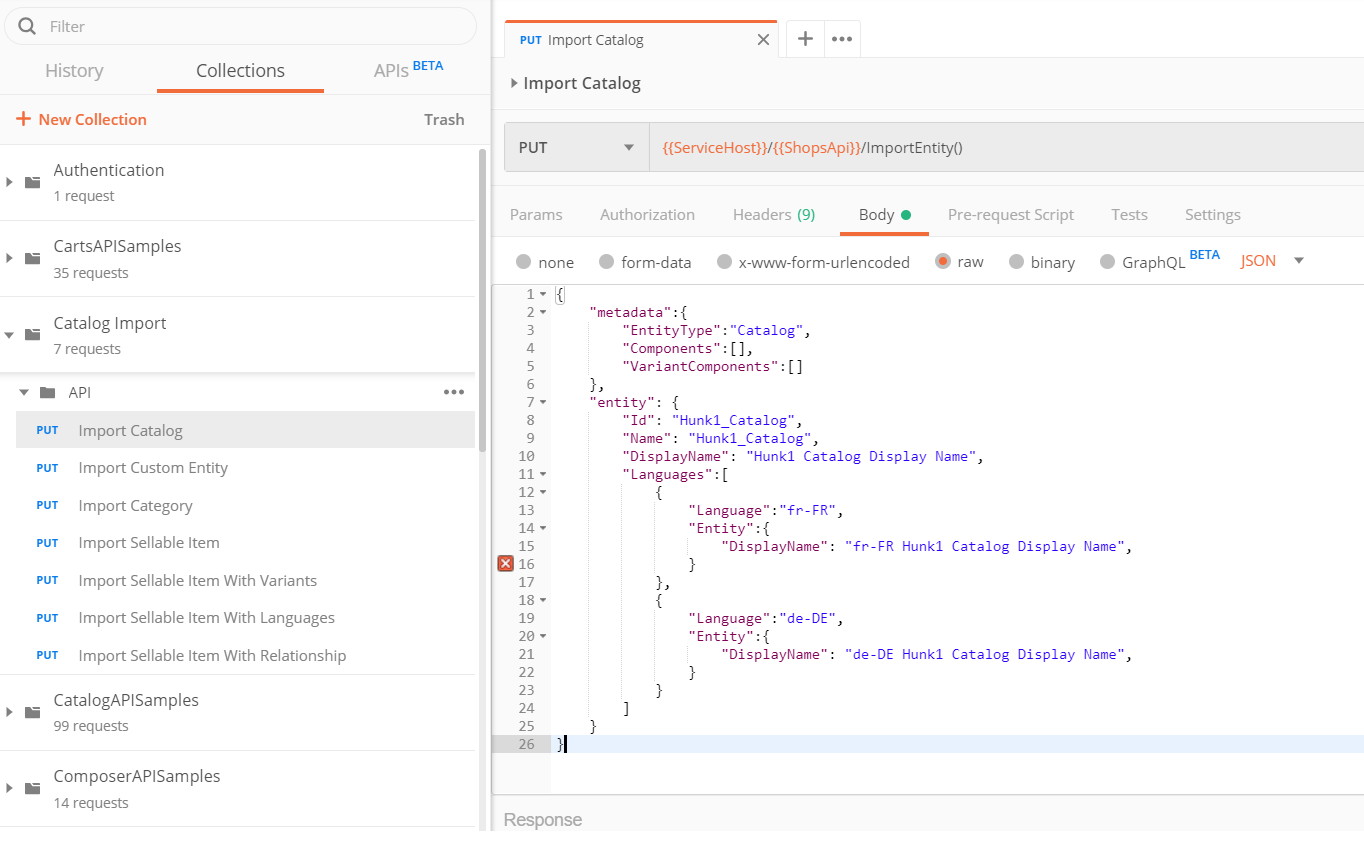 Filter
History Collections APIs BETA
+ New Collection Trash
Authentication
1 request
CartsAPISamples
35 requests
Catalog Import
7 requests
API
PUT Import Catalog
PUT Import Custom Entity
PUT Import Category
PUT Import Sellable Item
PUT Import Sellable Item With Variants
PUT Import Sellable Item With Languages
PUT Import Sellable Item With Relationship
CatalogAPISamples
99 requests
ComposerAPISamples
14 requests
PUT Import Catalog
Import Catalog
PUT {{ServiceHost}}/{{ShopsApi}}/ImportEntity()
Params Authorization Headers (9) Body Pre-request Script Tests Settings
none form-data x-www-form-urlencoded raw binary GraphQL BETA JSON
1 {
2 "metadata":{
3 "EntityType":"Catalog",
4 "Components":[],
5 "VariantComponents":[]
6 },
7 "entity": {
8 "Id": "Hunk1_Catalog",
9 "Name": "Hunk1_Catalog",
10 "DisplayName": "Hunk1 Catalog Display Name",
11 "Languages":[
12 {
13 "Language":"fr-FR",
14 "Entity":{
15 "DisplayName": "fr-FR Hunk1 Catalog Display Name",
16 }
17 },
18 {
19 "Language":"de-DE",
20 "Entity":{
21 "DisplayName": "de-DE Hunk1 Catalog Display Name",
22 }
23 }
24 ]
25 }
26 }
Response